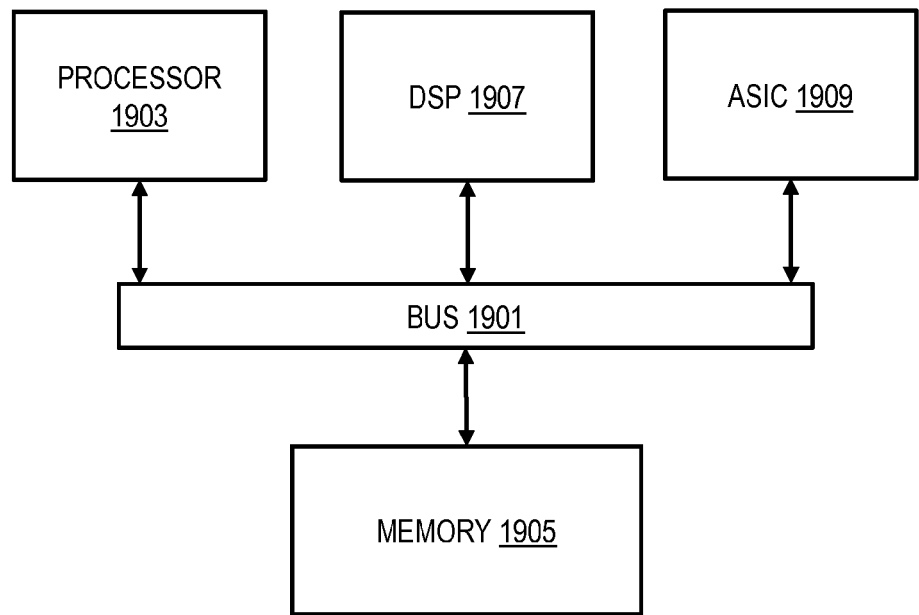 PROCESSOR
1903
DSP 1907
ASIC 1909
BUS 1901
MEMORY 1905